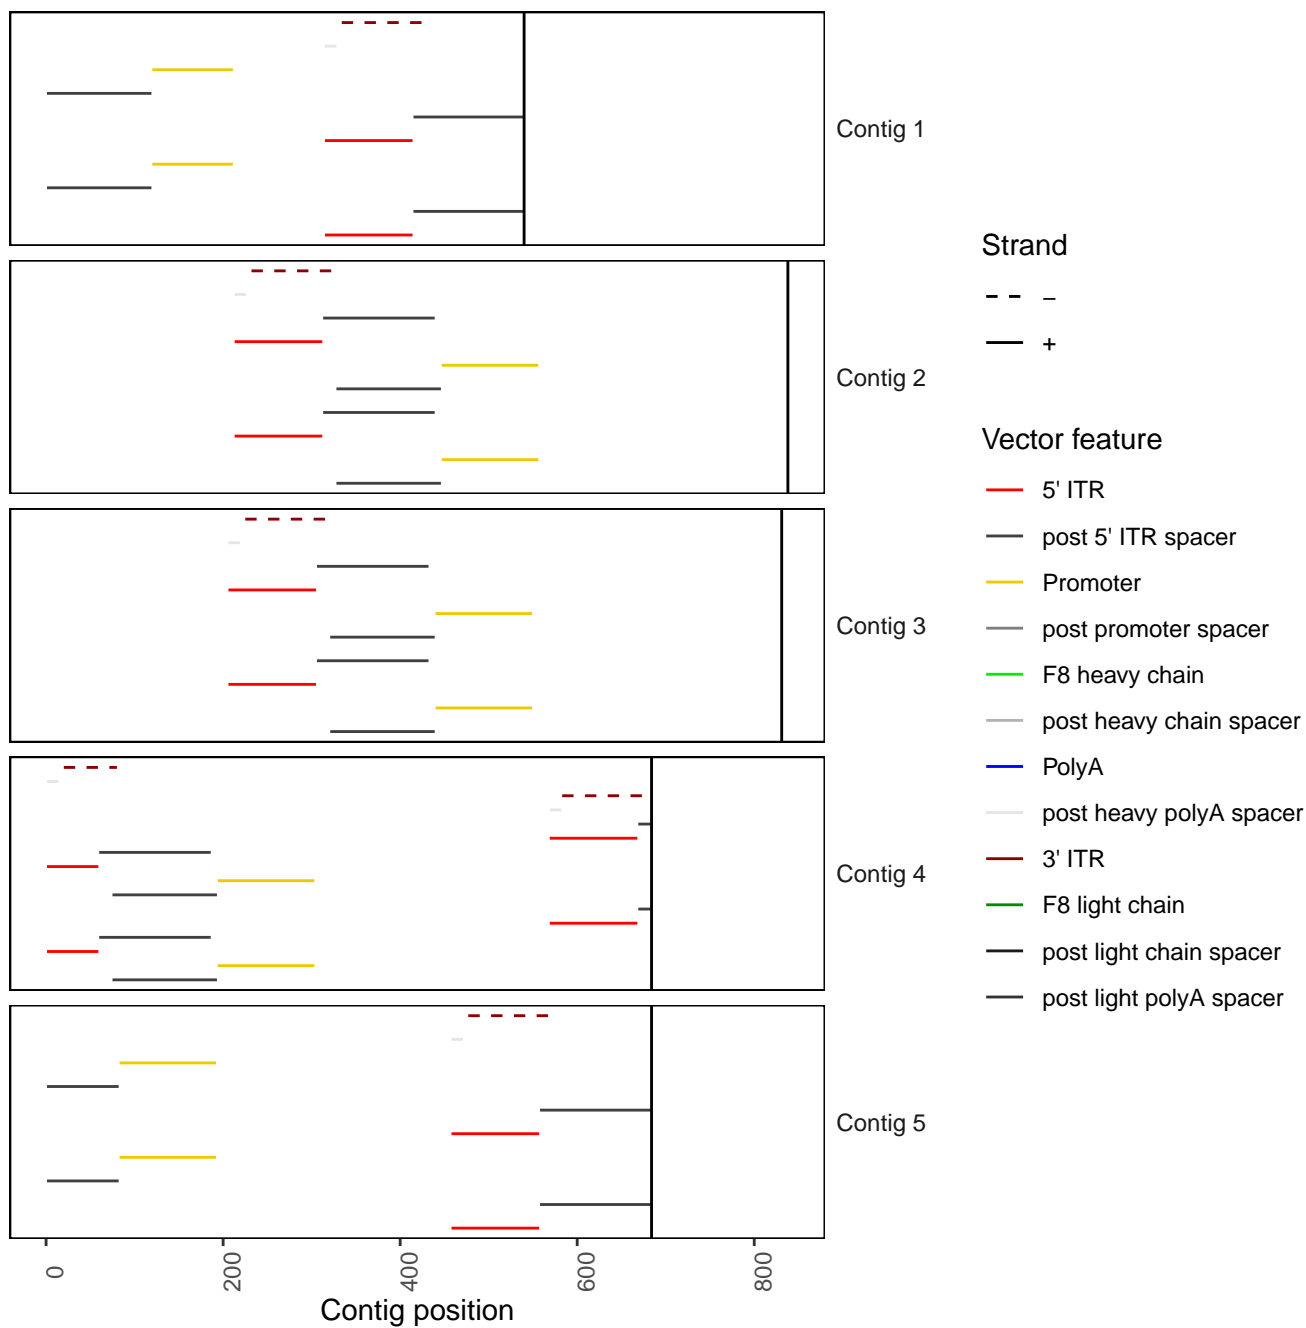 Contig 1
Contig 2
Contig 3
Contig 4
Contig 5
0
200
400
600
800
Contig position
Strand
−
+
Vector feature
5' ITR
post 5' ITR spacer
Promoter
post promoter spacer
F8 heavy chain
post heavy chain spacer
PolyA
post heavy polyA spacer
3' ITR
F8 light chain
post light chain spacer
post light polyA spacer